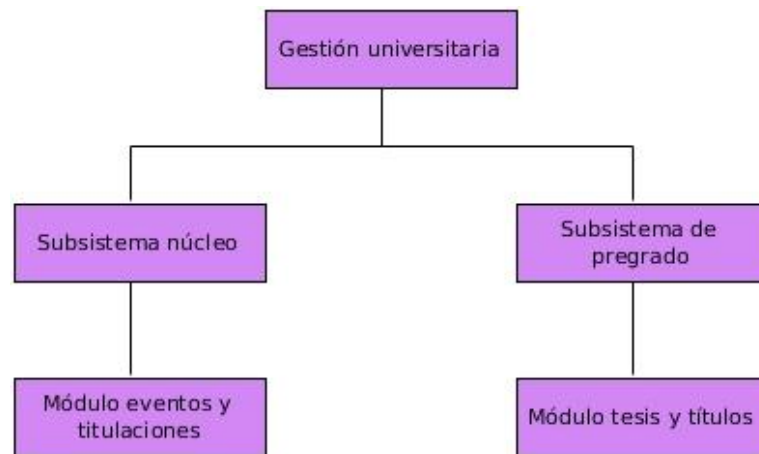 Gestión universitaria
Subsistema núcleo
Subsistema de
pregrado
Módulo eventos y
titulaciones
Módulo tesis y títulos